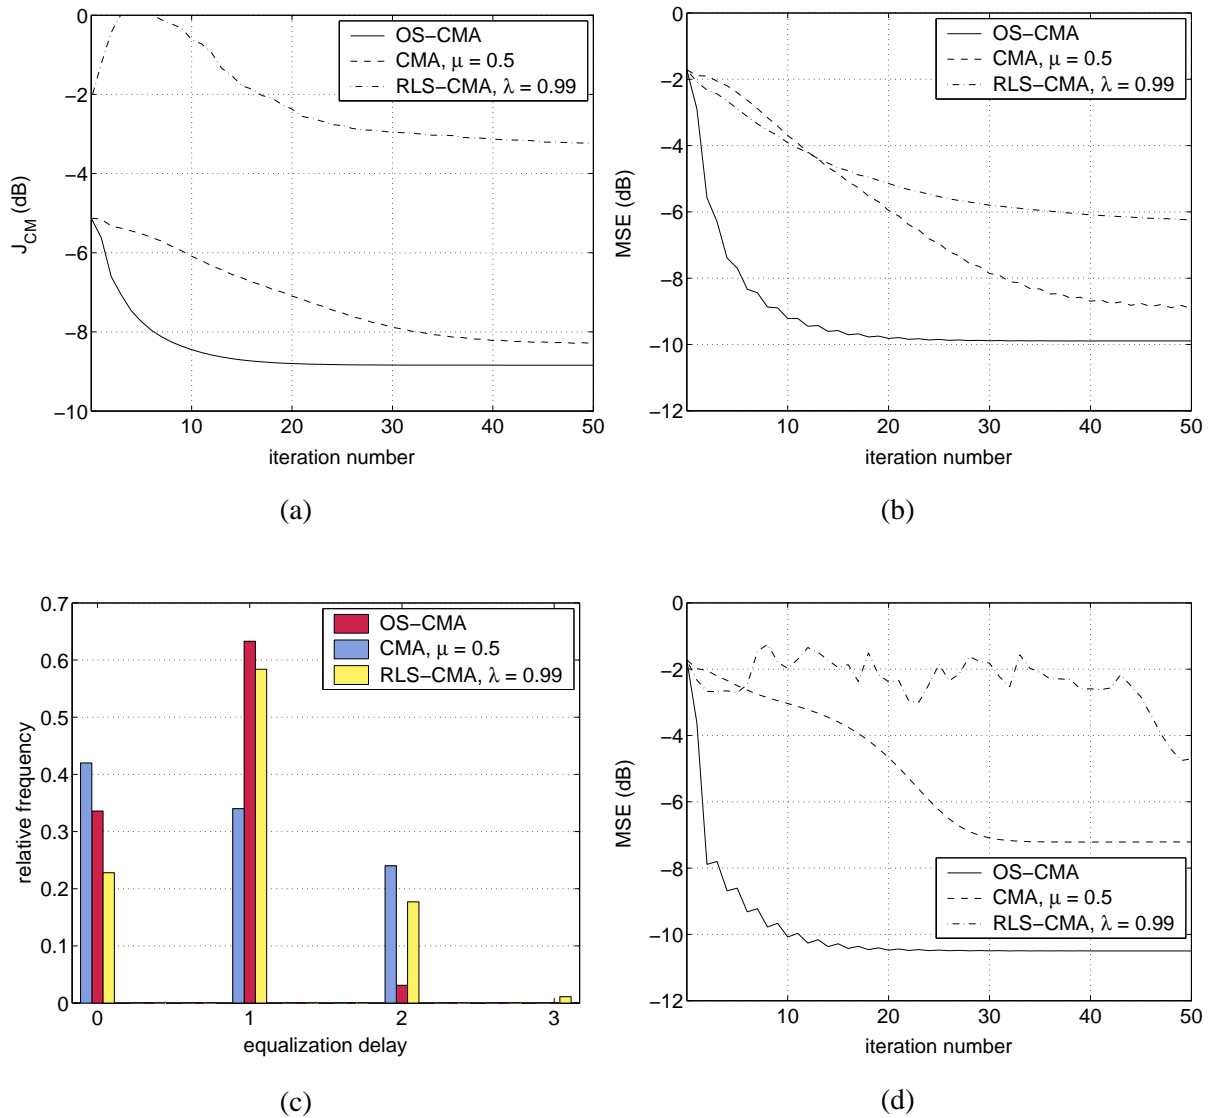 0
−2
−4
−6
−8
−10
10
20
30
40
50
J_CM (dB)
iteration number
OS−CMA
CMA, μ = 0.5
RLS−CMA, λ = 0.99
(a)
0
−2
−4
−6
−8
−10
−12
10
20
30
40
50
MSE (dB)
iteration number
OS−CMA
CMA, μ = 0.5
RLS−CMA, λ = 0.99
(b)
0.7
0.6
0.5
0.4
0.3
0.2
0.1
0
0
1
2
3
relative frequency
equalization delay
OS−CMA
CMA, μ = 0.5
RLS−CMA, λ = 0.99
(c)
0
−2
−4
−6
−8
−10
−12
10
20
30
40
50
MSE (dB)
iteration number
OS−CMA
CMA, μ = 0.5
RLS−CMA, λ = 0.99
(d)